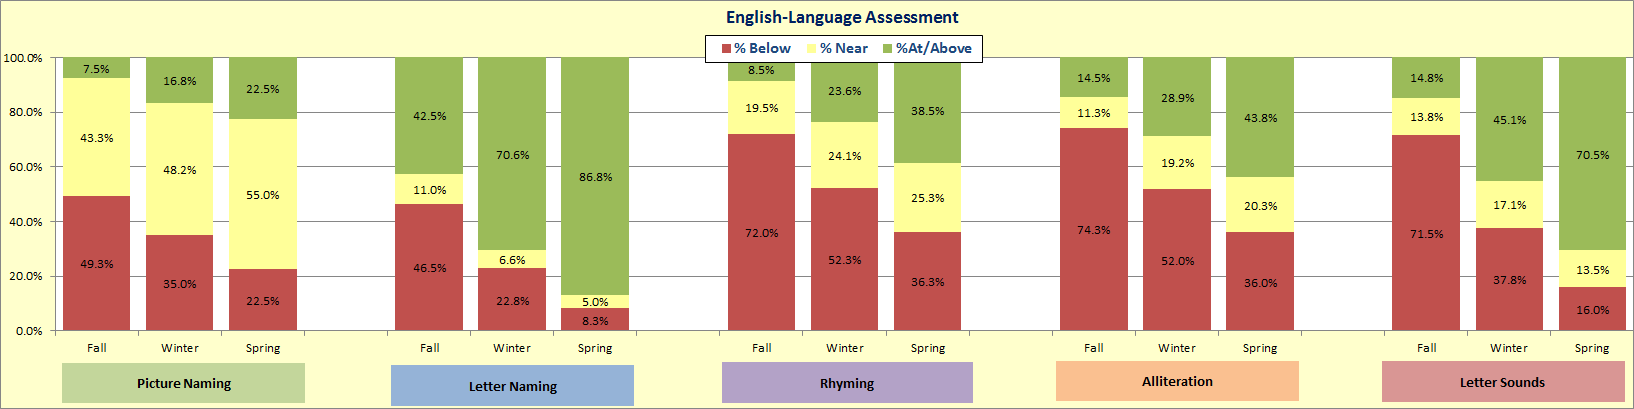 English-Language Assessment
% Below % Near %At/Above
100.0% 7.5% 16.8% 22.5% 42.5% 70.6% 86.8% 8.5% 23.6% 38.5% 14.5% 28.9% 43.8% 14.8% 45.1% 70.5%
80.0% 43.3% 48.2% 55.0% 11.0% 6.6% 5.0% 19.5% 24.1% 25.3% 11.3% 19.2% 20.3% 13.8% 17.1% 13.5%
60.0%
40.0% 49.3% 35.0% 22.5% 46.5% 22.8% 8.3% 72.0% 52.3% 36.3% 74.3% 52.0% 36.0% 71.5% 37.8% 16.0%
20.0%
0.0%
Fall Winter Spring Fall Winter Spring Fall Winter Spring Fall Winter Spring Fall Winter Spring
Picture Naming Letter Naming Rhyming Alliteration Letter Sounds